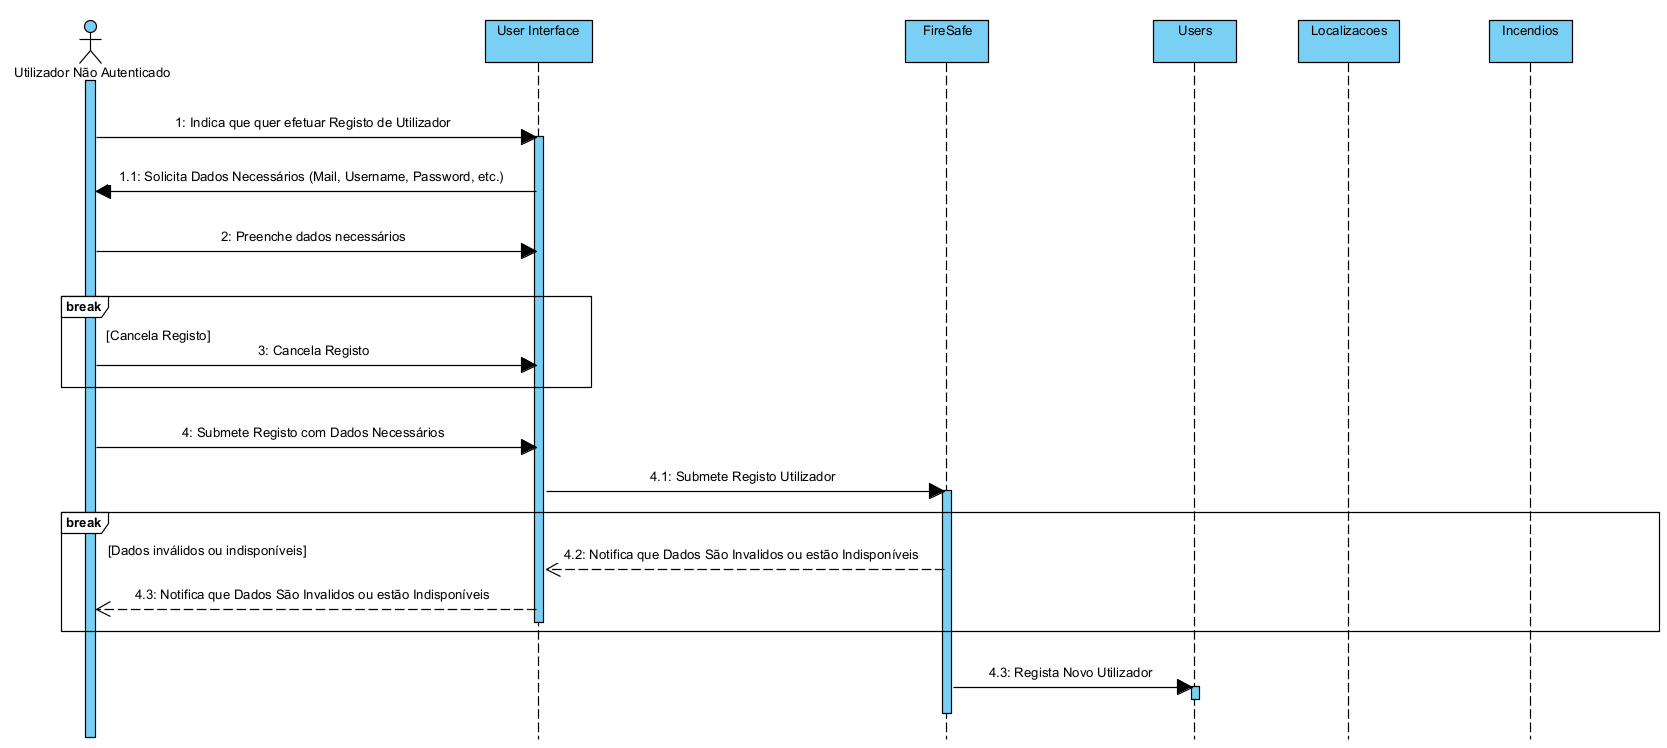 User Interface
FireSafe
Users
Localizacoes
Incendios
Utilizador Não Autenticado
1: Indica que quer efetuar Registo de Utilizador
1.1: Solicita Dados Necessários (Mail, Username, Password, etc.)
2: Preenche dados necessários
break
[Cancela Registo]
3: Cancela Registo
4: Submete Registo com Dados Necessários
4.1: Submete Registo Utilizador
break
[Dados inválidos ou indisponíveis]
4.2: Notifica que Dados São Invalidos ou estão Indisponíveis
4.3: Notifica que Dados São Invalidos ou estão Indisponíveis
4.3: Regista Novo Utilizador